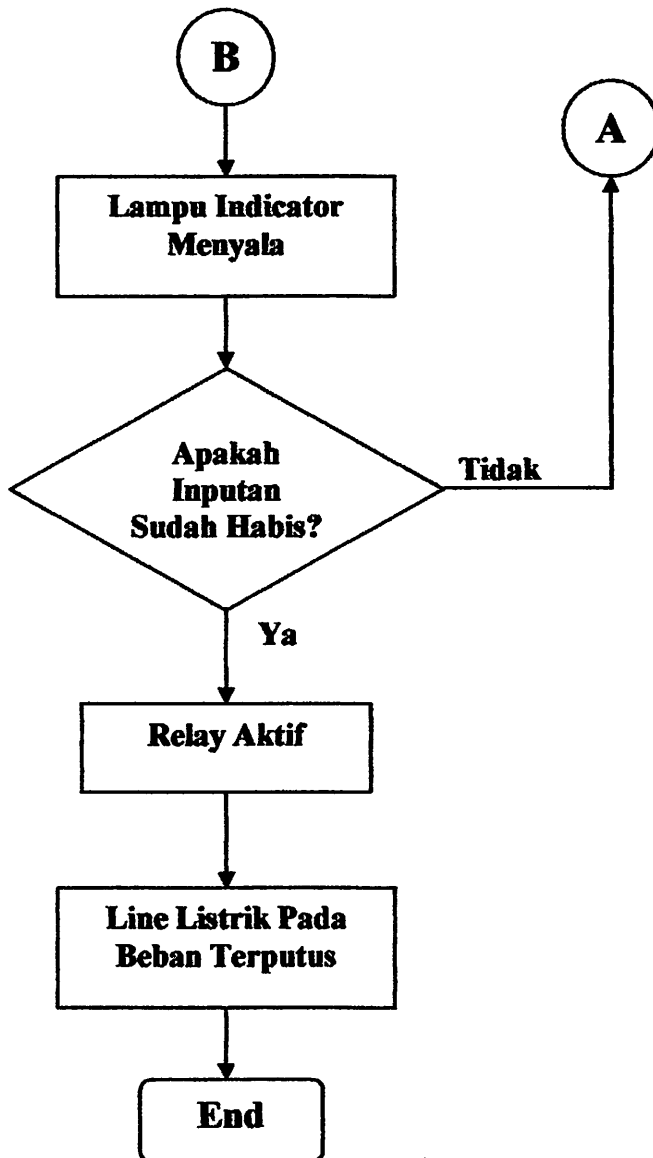 B
A
Lampu Indicator
Menyala
Apakah
Inputan
Sudah Habis?
Tidak
Ya
Relay Aktif
Line Listrik Pada
Beban Terputus
End